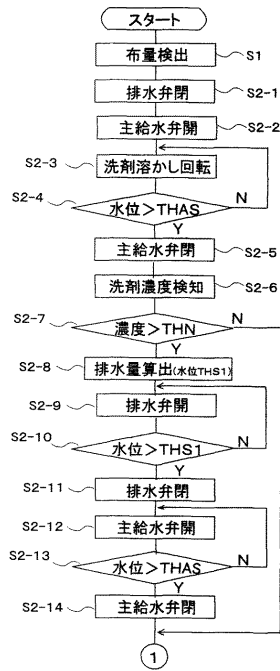 スタート
布量検出 S1
排水弁閉 S2-1
主給水弁開 S2-2
S2-3 洗剤溶かし回転
S2-4 水位>THAS N
Y
主給水弁閉 S2-5
洗剤濃度検知 S2-6
S2-7 濃度>THN N
Y
S2-8 排水量算出(水位THS1)
S2-9 排水弁開
S2-10 水位>THS1 N
Y
S2-11 排水弁閉
S2-12 主給水弁開
S2-13 水位>THAS N
Y
S2-14 主給水弁閉
1